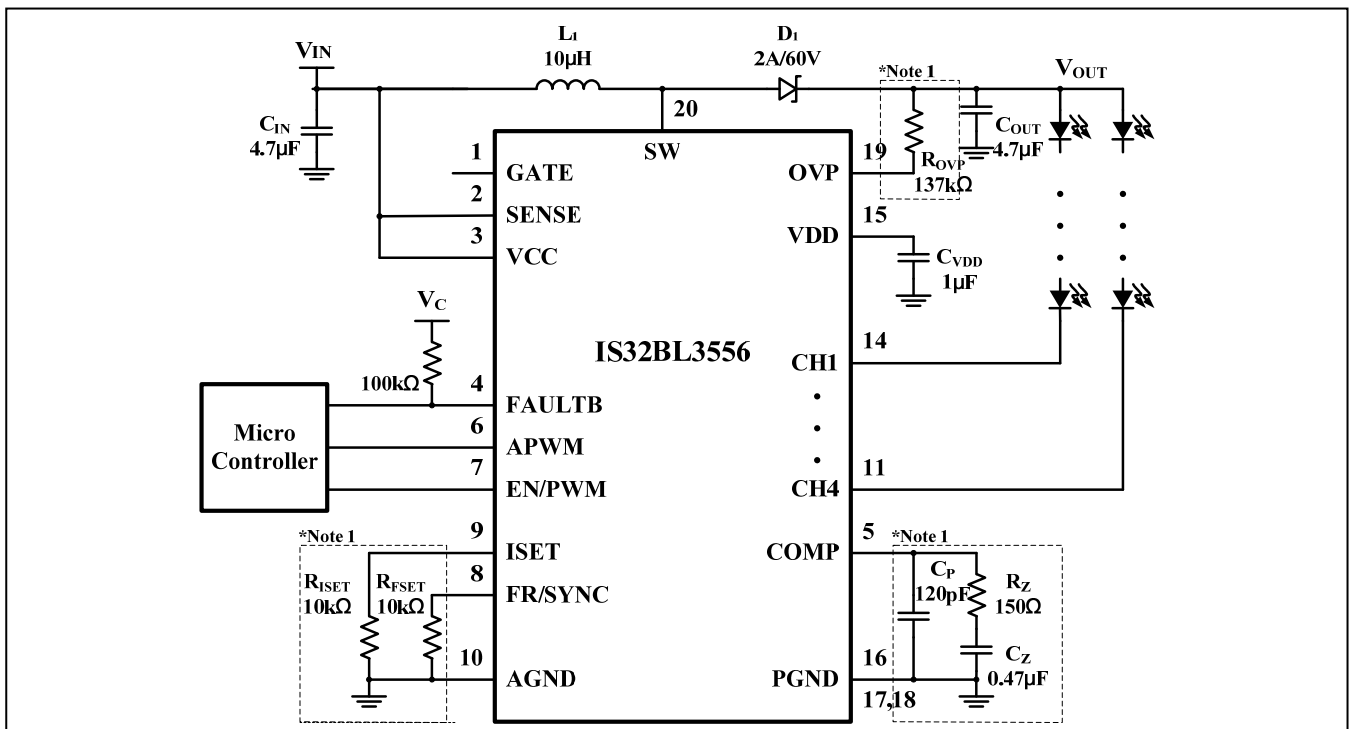 L1
10µH
D1
2A/60V
*Note 1
VIN
VOUT
CIN
4.7µF
20
SW
COUT
4.7µF
1
GATE
2
SENSE
3
VCC
19
OVP
ROVP
137kΩ
15
VDD
CVDD
1µF
VC
100kΩ
IS32BL3556
14
CH1
4
FAULTB
6
APWM
7
EN/PWM
Micro
Controller
11
CH4
*Note 1
9
ISET
8
FR/SYNC
10
AGND
RISET
10kΩ
RFSET
10kΩ
5
COMP
*Note 1
CP
120pF
RZ
150Ω
CZ
0.47µF
16
PGND
17,18